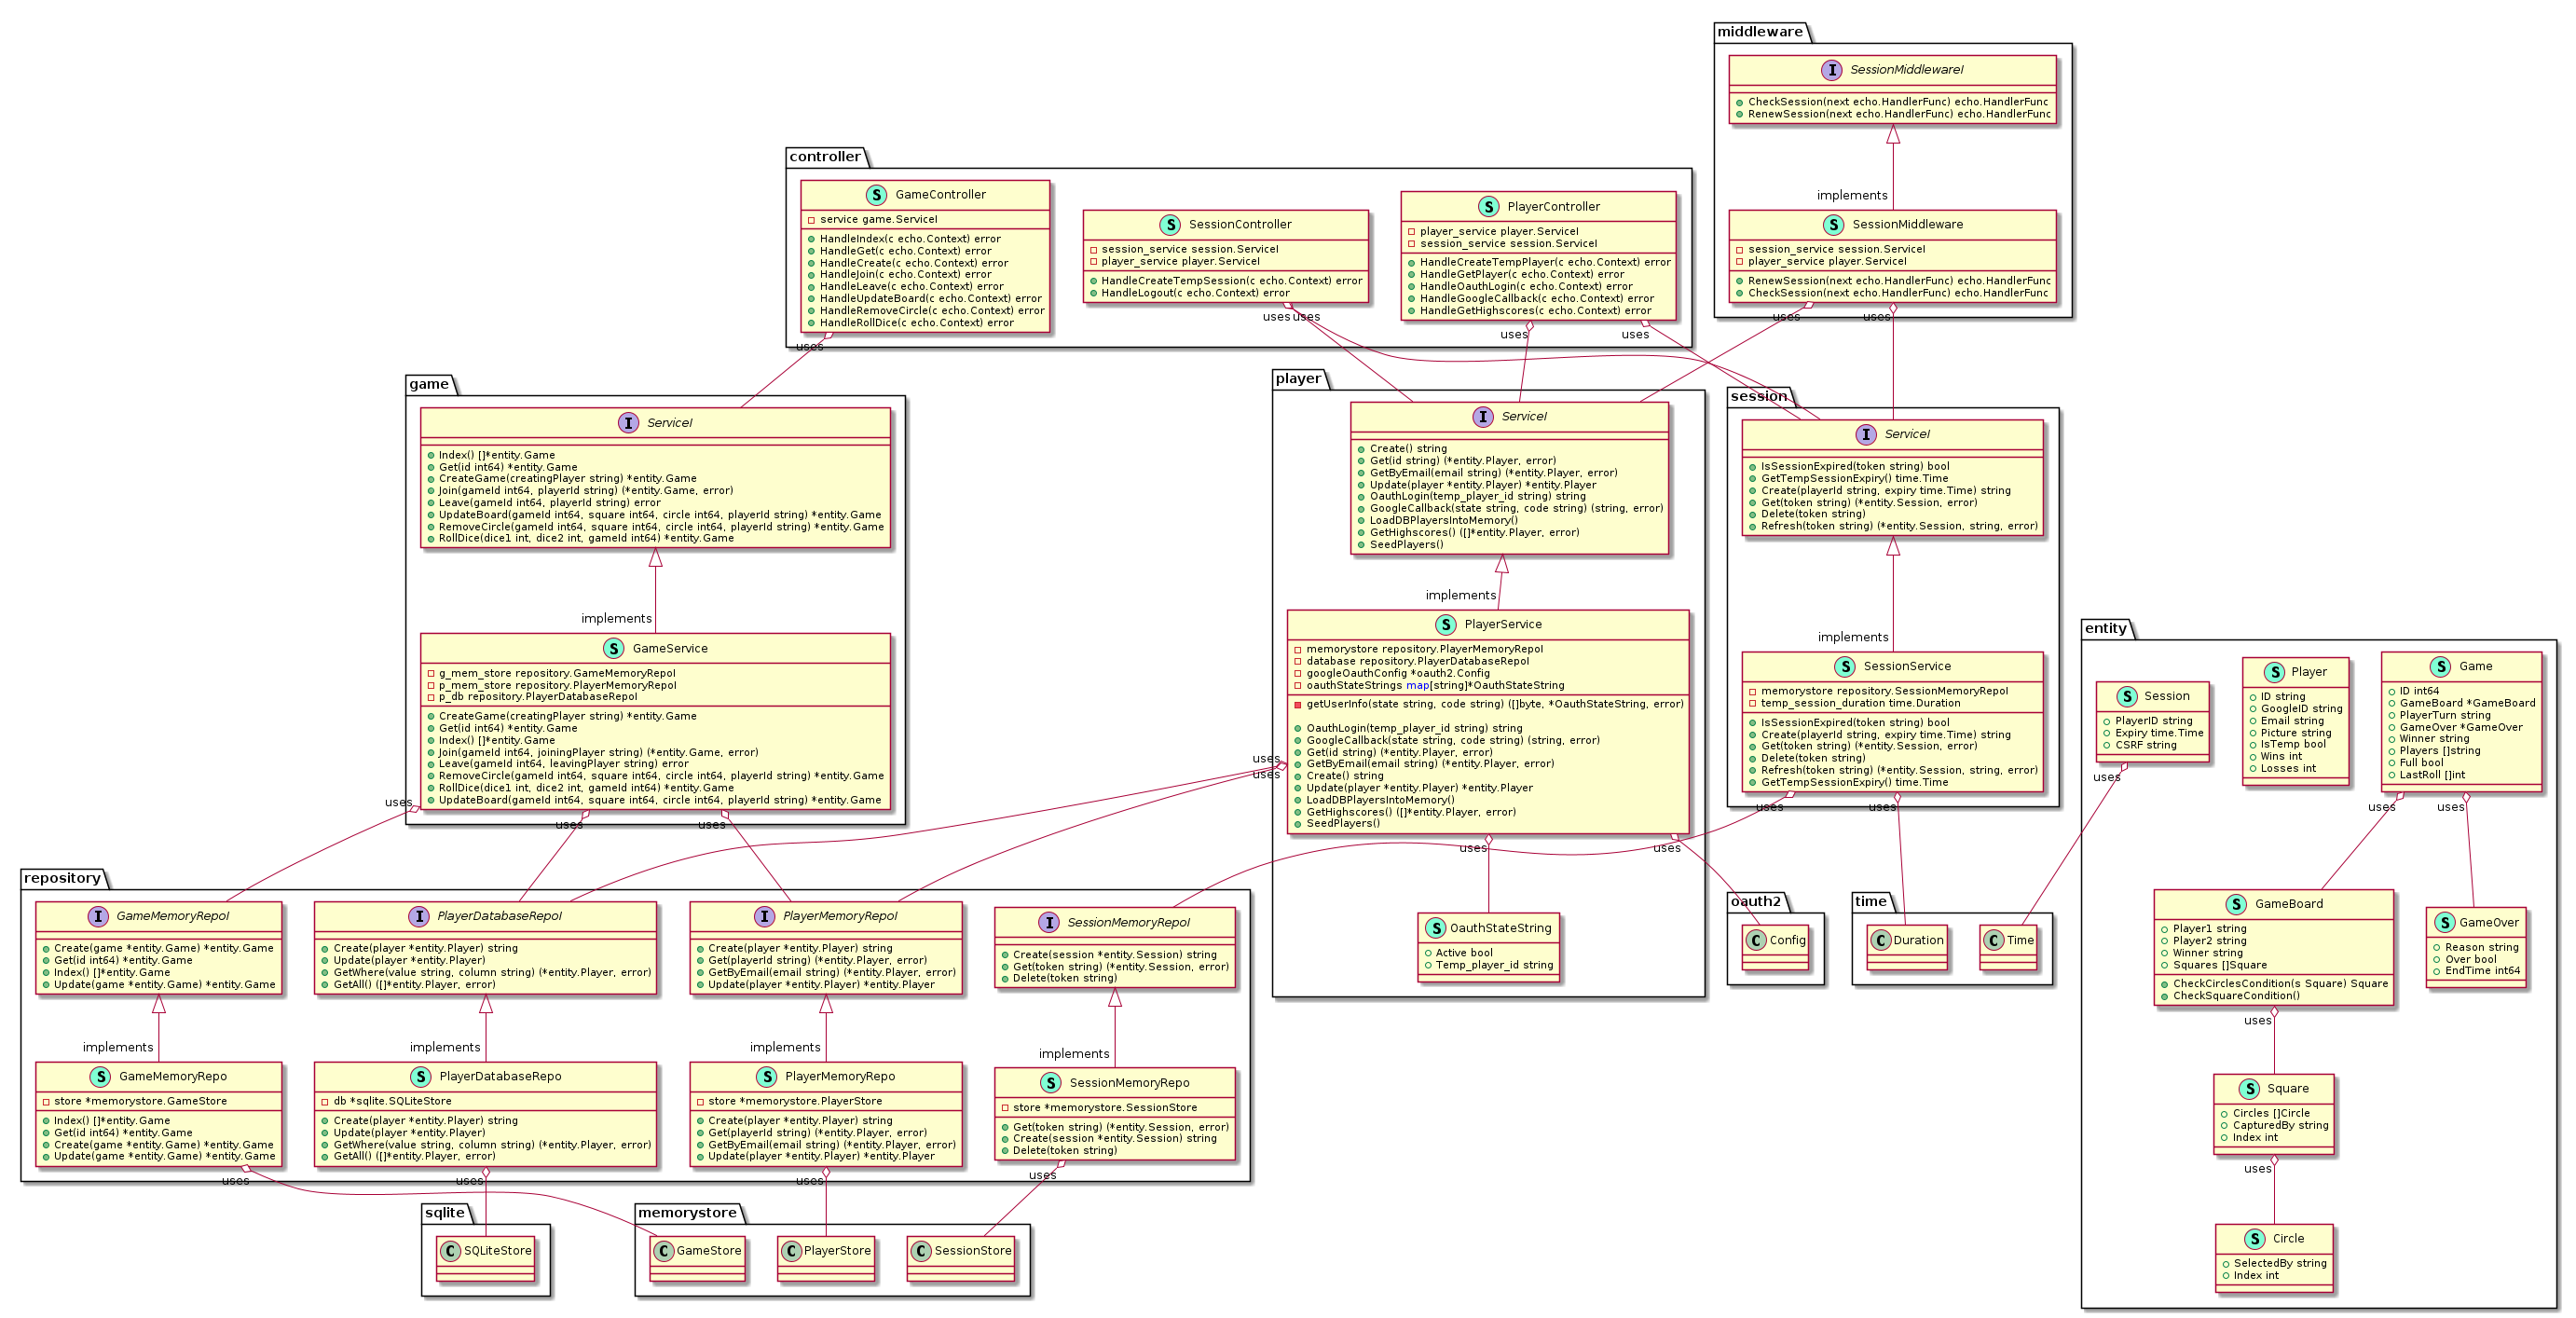 middleware
I SessionMiddlewareI
CheckSession(next echo.HandlerFunc) echo.HandlerFunc
RenewSession(next echo.HandlerFunc) echo.HandlerFunc
implements
S SessionMiddleware
session_service session.ServiceI
player_service player.ServiceI
RenewSession(next echo.HandlerFunc) echo.HandlerFunc
CheckSession(next echo.HandlerFunc) echo.HandlerFunc
uses
uses
controller
S GameController
service game.ServiceI
HandleIndex(c echo.Context) error
HandleGet(c echo.Context) error
HandleCreate(c echo.Context) error
HandleJoin(c echo.Context) error
HandleLeave(c echo.Context) error
HandleUpdateBoard(c echo.Context) error
HandleRemoveCircle(c echo.Context) error
HandleRollDice(c echo.Context) error
uses
S SessionController
session_service session.ServiceI
player_service player.ServiceI
HandleCreateTempSession(c echo.Context) error
HandleLogout(c echo.Context) error
uses
uses
S PlayerController
player_service player.ServiceI
session_service session.ServiceI
HandleCreateTempPlayer(c echo.Context) error
HandleGetPlayer(c echo.Context) error
HandleOauthLogin(c echo.Context) error
HandleGoogleCallback(c echo.Context) error
HandleGetHighscores(c echo.Context) error
uses
uses
game
I ServiceI
Index() []*entity.Game
Get(id int64) *entity.Game
CreateGame(creatingPlayer string) *entity.Game
Join(gameId int64, playerId string) (*entity.Game, error)
Leave(gameId int64, playerId string) error
UpdateBoard(gameId int64, square int64, circle int64, playerId string) *entity.Game
RemoveCircle(gameId int64, square int64, circle int64, playerId string) *entity.Game
RollDice(dice1 int, dice2 int, gameId int64) *entity.Game
implements
S GameService
g_mem_store repository.GameMemoryRepoI
p_mem_store repository.PlayerMemoryRepoI
p_db repository.PlayerDatabaseRepoI
CreateGame(creatingPlayer string) *entity.Game
Get(id int64) *entity.Game
Index() []*entity.Game
Join(gameId int64, joiningPlayer string) (*entity.Game, error)
Leave(gameId int64, leavingPlayer string) error
RemoveCircle(gameId int64, square int64, circle int64, playerId string) *entity.Game
RollDice(dice1 int, dice2 int, gameId int64) *entity.Game
UpdateBoard(gameId int64, square int64, circle int64, playerId string) *entity.Game
uses
uses
uses
player
I ServiceI
Create() string
Get(id string) (*entity.Player, error)
GetByEmail(email string) (*entity.Player, error)
Update(player *entity.Player) *entity.Player
OauthLogin(temp_player_id string) string
GoogleCallback(state string, code string) (string, error)
LoadDBPlayersIntoMemory()
GetHighscores() ([]*entity.Player, error)
SeedPlayers()
implements
S PlayerService
memorystore repository.PlayerMemoryRepoI
database repository.PlayerDatabaseRepoI
googleOauthConfig *oauth2.Config
oauthStateStrings map[string]*OauthStateString
getUserInfo(state string, code string) ([]byte, *OauthStateString, error)
OauthLogin(temp_player_id string) string
GoogleCallback(state string, code string) (string, error)
Get(id string) (*entity.Player, error)
GetByEmail(email string) (*entity.Player, error)
Create() string
Update(player *entity.Player) *entity.Player
LoadDBPlayersIntoMemory()
GetHighscores() ([]*entity.Player, error)
SeedPlayers()
uses
uses
uses
uses
S OauthStateString
Active bool
Temp_player_id string
session
I ServiceI
IsSessionExpired(token string) bool
GetTempSessionExpiry() time.Time
Create(playerId string, expiry time.Time) string
Get(token string) (*entity.Session, error)
Delete(token string)
Refresh(token string) (*entity.Session, string, error)
implements
S SessionService
memorystore repository.SessionMemoryRepoI
temp_session_duration time.Duration
IsSessionExpired(token string) bool
Create(playerId string, expiry time.Time) string
Get(token string) (*entity.Session, error)
Delete(token string)
Refresh(token string) (*entity.Session, string, error)
GetTempSessionExpiry() time.Time
uses
uses
entity
S Session
PlayerID string
Expiry time.Time
CSRF string
uses
S Player
ID string
GoogleID string
Email string
Picture string
IsTemp bool
Wins int
Losses int
S Game
ID int64
GameBoard *GameBoard
PlayerTurn string
GameOver *GameOver
Winner string
Players []string
Full bool
LastRoll []int
uses
uses
S GameBoard
Player1 string
Player2 string
Winner string
Squares []Square
CheckCirclesCondition(s Square) Square
CheckSquareCondition()
uses
S GameOver
Reason string
Over bool
EndTime int64
S Square
Circles []Circle
CapturedBy string
Index int
uses
S Circle
SelectedBy string
Index int
repository
I GameMemoryRepoI
Create(game *entity.Game) *entity.Game
Get(id int64) *entity.Game
Index() []*entity.Game
Update(game *entity.Game) *entity.Game
implements
S GameMemoryRepo
store *memorystore.GameStore
Index() []*entity.Game
Get(id int64) *entity.Game
Create(game *entity.Game) *entity.Game
Update(game *entity.Game) *entity.Game
uses
I PlayerDatabaseRepoI
Create(player *entity.Player) string
Update(player *entity.Player)
GetWhere(value string, column string) (*entity.Player, error)
GetAll() ([]*entity.Player, error)
implements
S PlayerDatabaseRepo
db *sqlite.SQLiteStore
Create(player *entity.Player) string
Update(player *entity.Player)
GetWhere(value string, column string) (*entity.Player, error)
GetAll() ([]*entity.Player, error)
uses
I PlayerMemoryRepoI
Create(player *entity.Player) string
Get(playerId string) (*entity.Player, error)
GetByEmail(email string) (*entity.Player, error)
Update(player *entity.Player) *entity.Player
implements
S PlayerMemoryRepo
store *memorystore.PlayerStore
Create(player *entity.Player) string
Get(playerId string) (*entity.Player, error)
GetByEmail(email string) (*entity.Player, error)
Update(player *entity.Player) *entity.Player
uses
I SessionMemoryRepoI
Create(session *entity.Session) string
Get(token string) (*entity.Session, error)
Delete(token string)
implements
S SessionMemoryRepo
store *memorystore.SessionStore
Get(token string) (*entity.Session, error)
Create(session *entity.Session) string
Delete(token string)
uses
oauth2
C Config
time
C Duration
C Time
sqlite
C SQLiteStore
memorystore
C GameStore
C PlayerStore
C SessionStore